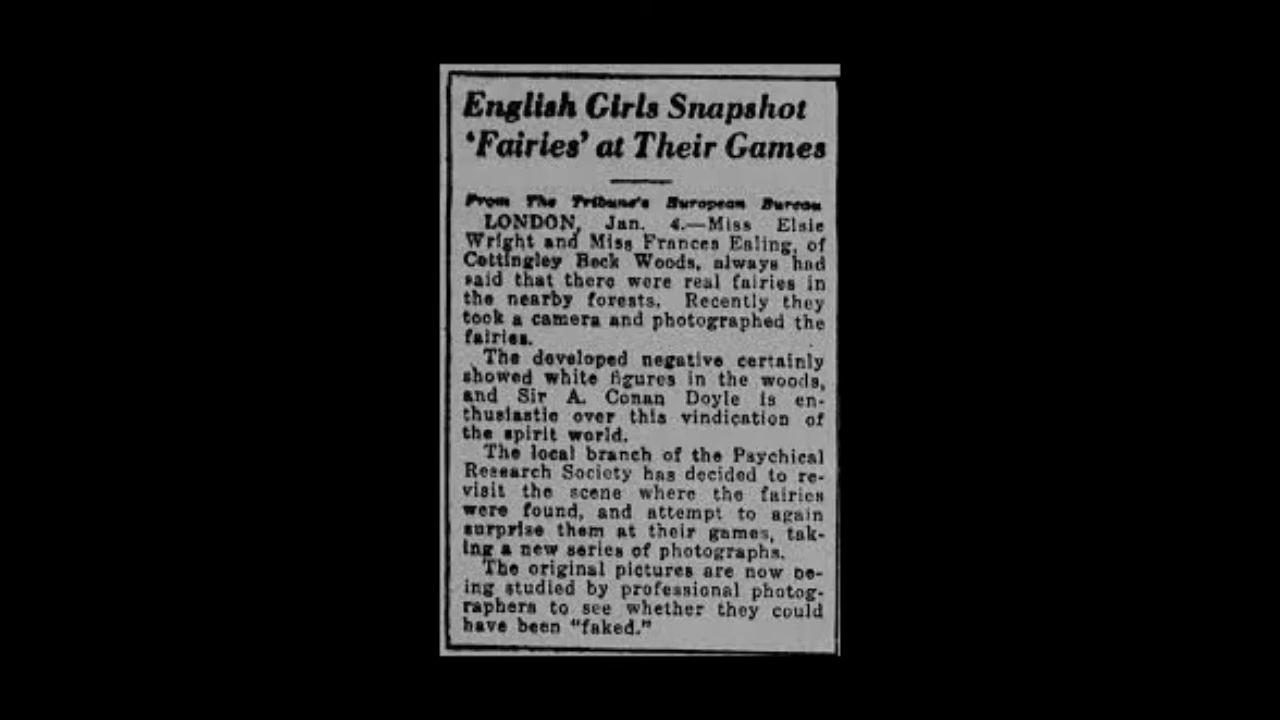 English Girls Snapshot
'Fairies' at Their Games
From The Tribune's European Bureau
LONDON, Jan. 4.—Miss Elsie
Wright and Miss Frances Ealing, of
Cottingley Beck Woods, always had
said that there were real fairies in
the nearby forests. Recently they
took a camera and photographed the
fairies.
The developed negative certainly
showed white figures in the woods,
and Sir A. Conan Doyle is en-
thusiastic over this vindication of
the spirit world.
The local branch of the Psychical
Research Society has decided to re-
visit the scene where the fairies
were found, and attempt to again
surprise them at their games, tak-
ing a new series of photographs.
The original pictures are now be-
ing studied by professional photog-
raphers to see whether they could
have been "faked."